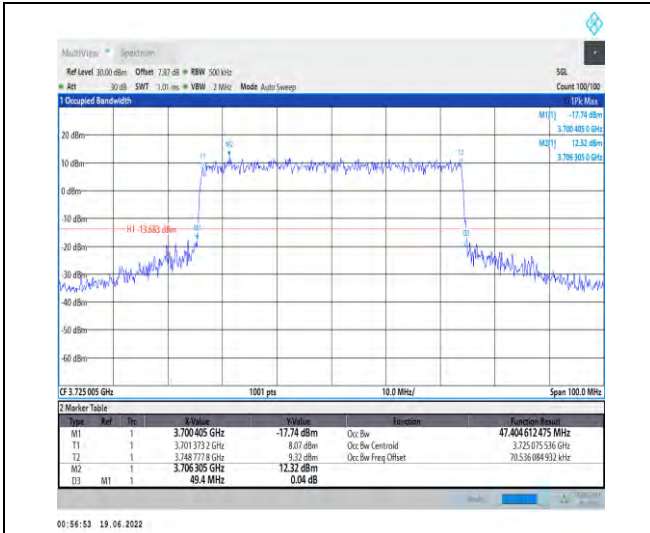 MultiView Spectrum
Ref Level 30.00 dBm Offset 7.87 dB RBW 500 kHz SGL
Att 30 dB SWT 1.01 ms VBW 2 MHz Mode Auto Sweep Count 100/100
1 Occupied Bandwidth 1Pk Max
M1[1] -17.74 dBm
3.700 405 0 GHz
M2[1] 12.32 dBm
3.706 305 0 GHz
20 dBm
M2
T1 T2
10 dBm
0 dBm
-10 dBm
H1 -13.683 dBm
M1 D3
-20 dBm
-30 dBm
-40 dBm
-50 dBm
-60 dBm
CF 3.725 005 GHz 1001 pts 10.0 MHz/ Span 100.0 MHz
2 Marker Table
Type Ref Trc X-Value Y-Value Function Function Result
M1 1 3.700 405 GHz -17.74 dBm Occ Bw 47.404 612 475 MHz
T1 1 3.701 373 2 GHz 8.07 dBm Occ Bw Centroid 3.725 075 536 GHz
T2 1 3.748 777 8 GHz 9.32 dBm Occ Bw Freq Offset 70.536 084 932 kHz
M2 1 3.706 305 GHz 12.32 dBm
D3 M1 1 49.4 MHz 0.04 dB
00:56:53 19.06.2022